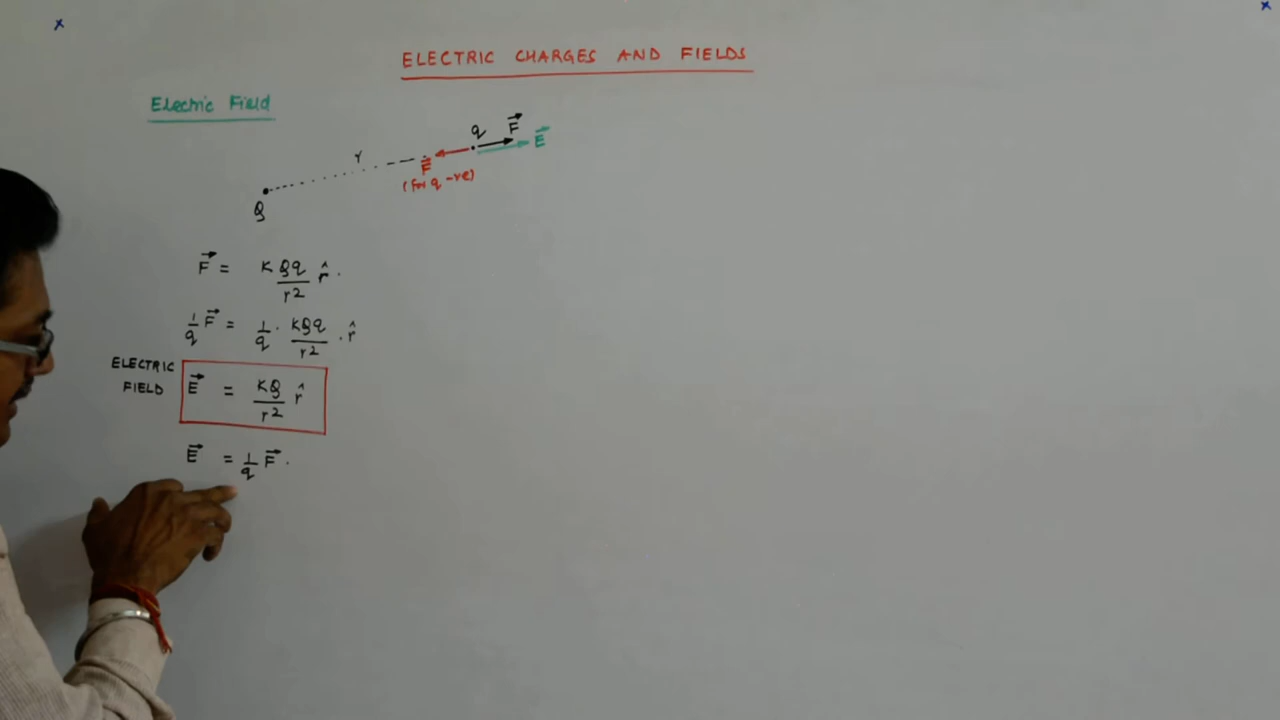 ELECTRIC CHARGES AND FIELDS
Electric Field
q F⃗ E⃗
r
F⃗
(for q -ve)
Q
F⃗ = KQq/r² r̂.
1/q F⃗ = 1/q · KQq/r² · r̂
ELECTRIC FIELD
E⃗ = KQ/r² r̂
E⃗ = 1/q F⃗.